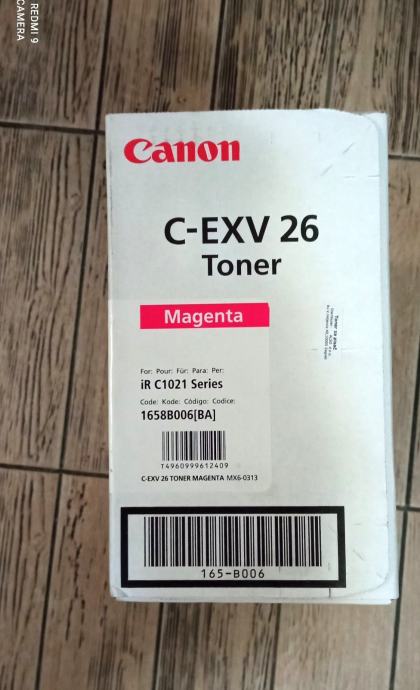 REDMI 9
CAMERA
Canon
C-EXV 26
Toner
Magenta
For: Pour: Für: Para: Per:
iR C1021 Series
Code: Kode: Código: Codice:
1658B006[BA]
T4960999612409
C-EXV 26 TONER MAGENTA MX6-0313
165-B006